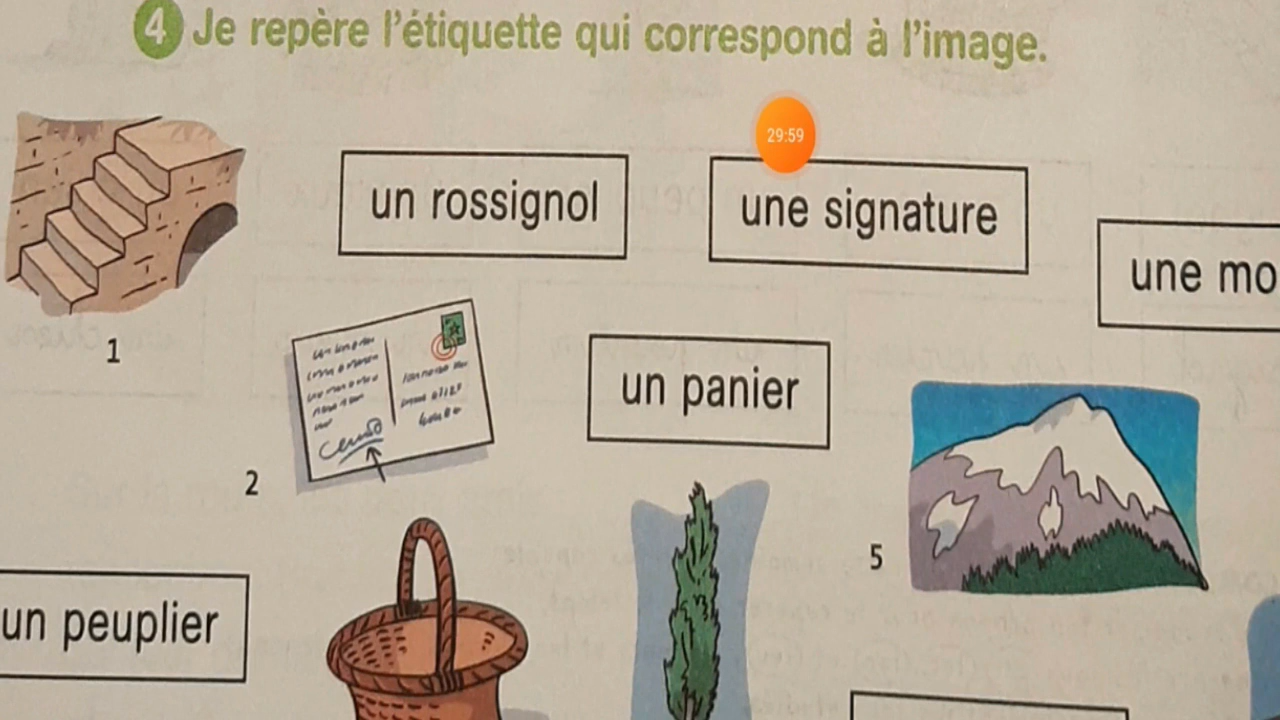 4 Je repère l'étiquette qui correspond à l'image.
29:59
un rossignol
une signature
une mo
1
un panier
2
5
un peuplier